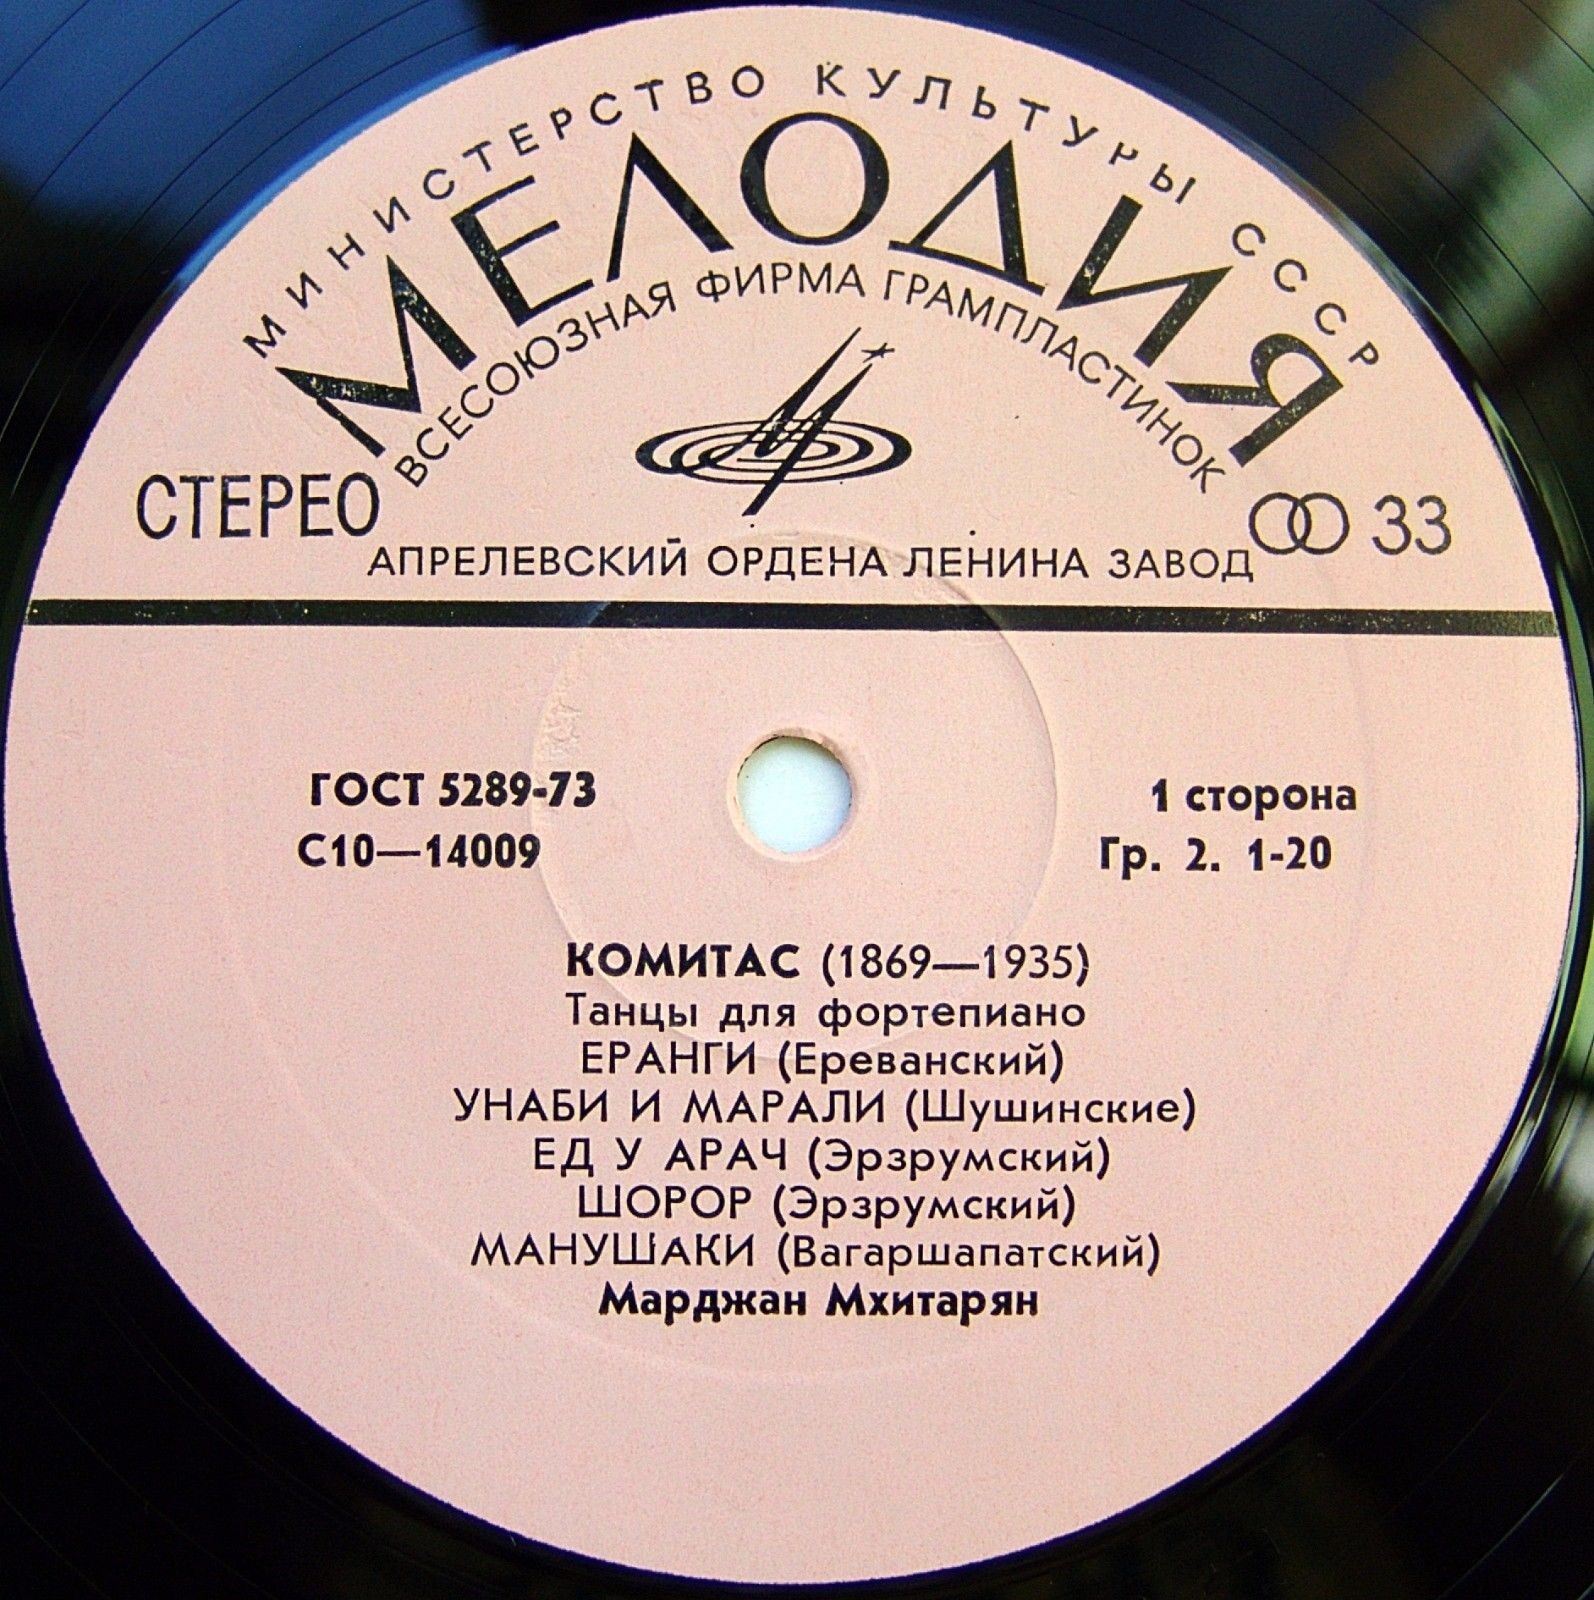 МИНИСТЕРСТВО КУЛЬТУРЫ СССР
МЕЛОДИЯ
ВСЕСОЮЗНАЯ ФИРМА ГРАМПЛАСТИНОК
СТЕРЕО
33
АПРЕЛЕВСКИЙ ОРДЕНА ЛЕНИНА ЗАВОД
ГОСТ 5289-73
1 сторона
С10—14009
Гр. 2. 1-20
КОМИТАС (1869—1935)
Танцы для фортепиано
ЕРАНГИ (Ереванский)
УНАБИ И МАРАЛИ (Шушинские)
ЕД У АРАЧ (Эрзрумский)
ШОРОР (Эрзрумский)
МАНУШАКИ (Вагаршапатский)
Марджан Мхитарян